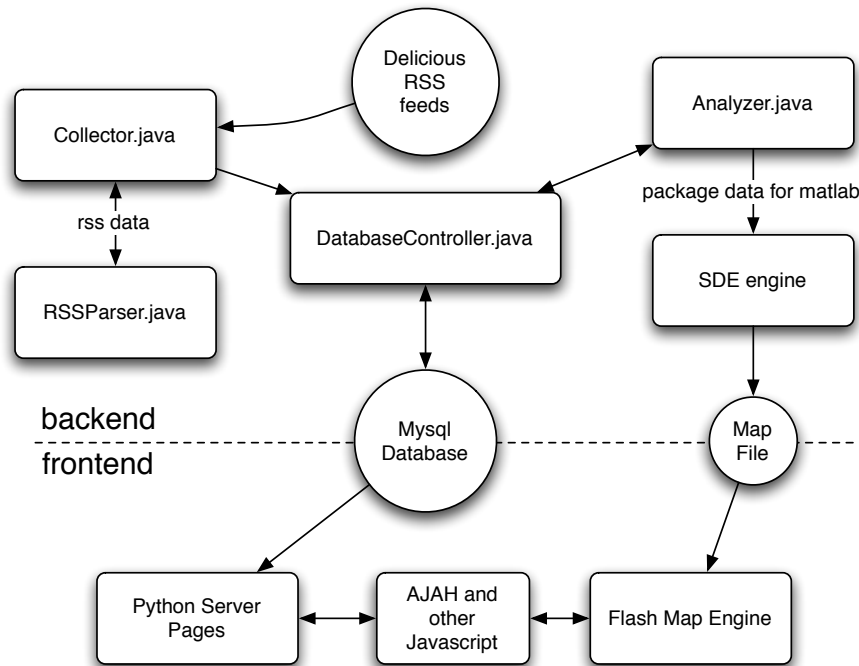 Delicious
RSS
feeds
Collector.java
Analyzer.java
rss data
package data for matlab
DatabaseController.java
RSSParser.java
SDE engine
backend
frontend
Mysql
Database
Map
File
Python Server
Pages
AJAH and
other
Javascript
Flash Map Engine